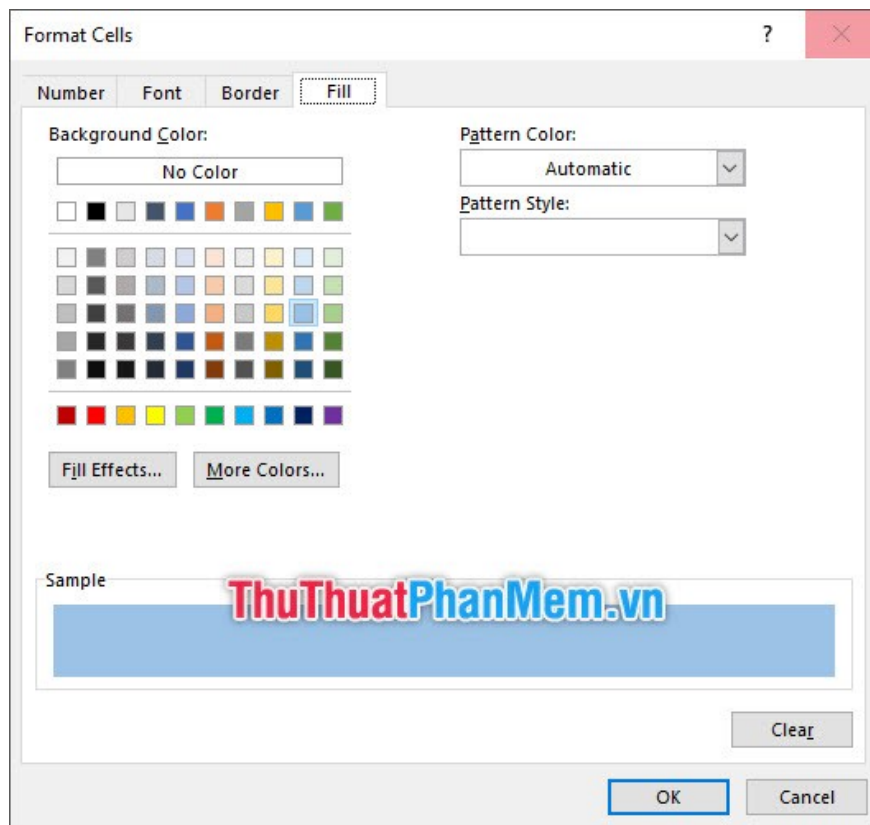 Format Cells ?
Number Font Border Fill
Background Color: Pattern Color:
No Color Automatic
Pattern Style:
Fill Effects... More Colors...
Sample
ThuThuatPhanMem.vn
Clear
OK Cancel